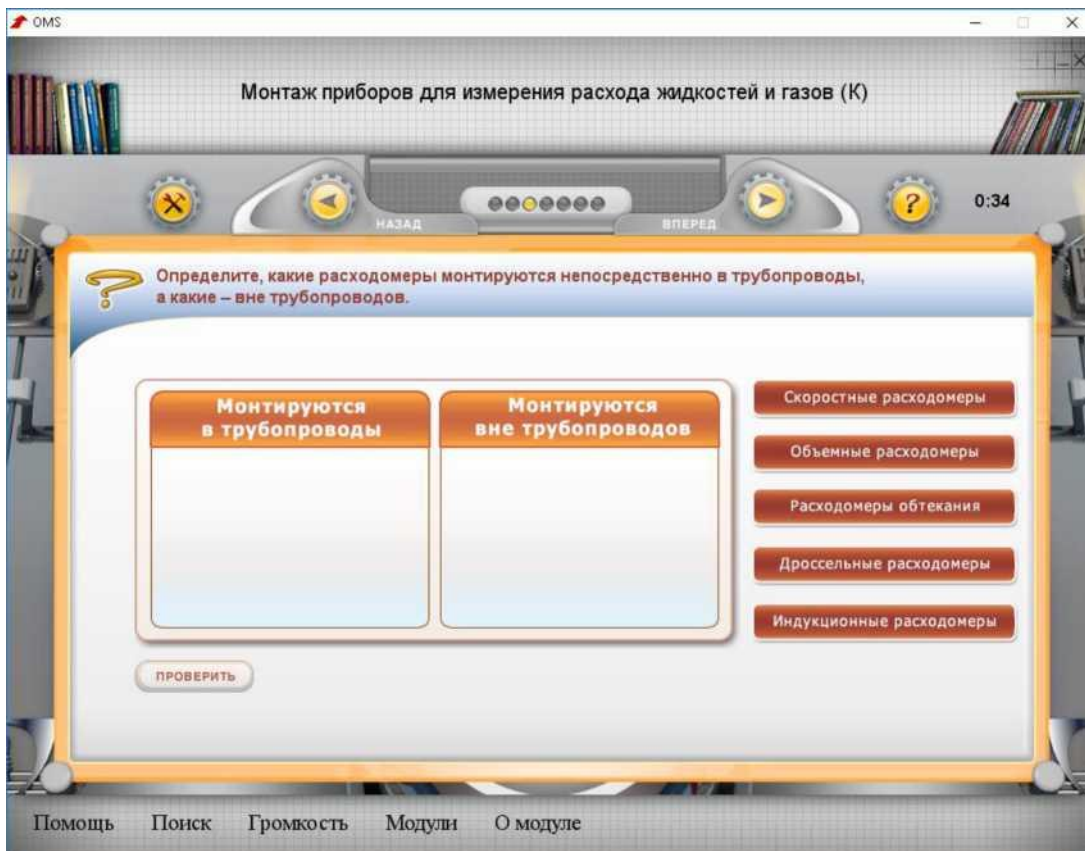 OMS
Монтаж приборов для измерения расхода жидкостей и газов (К)
НАЗАД
ВПЕРЕД
0:34
Определите, какие расходомеры монтируются непосредственно в трубопроводы,
а какие – вне трубопроводов.
Монтируются
в трубопроводы
Монтируются
вне трубопроводов
Скоростные расходомеры
Объемные расходомеры
Расходомеры обтекания
Дроссельные расходомеры
Индукционные расходомеры
ПРОВЕРИТЬ
Помощь Поиск Громкость Модули О модуле